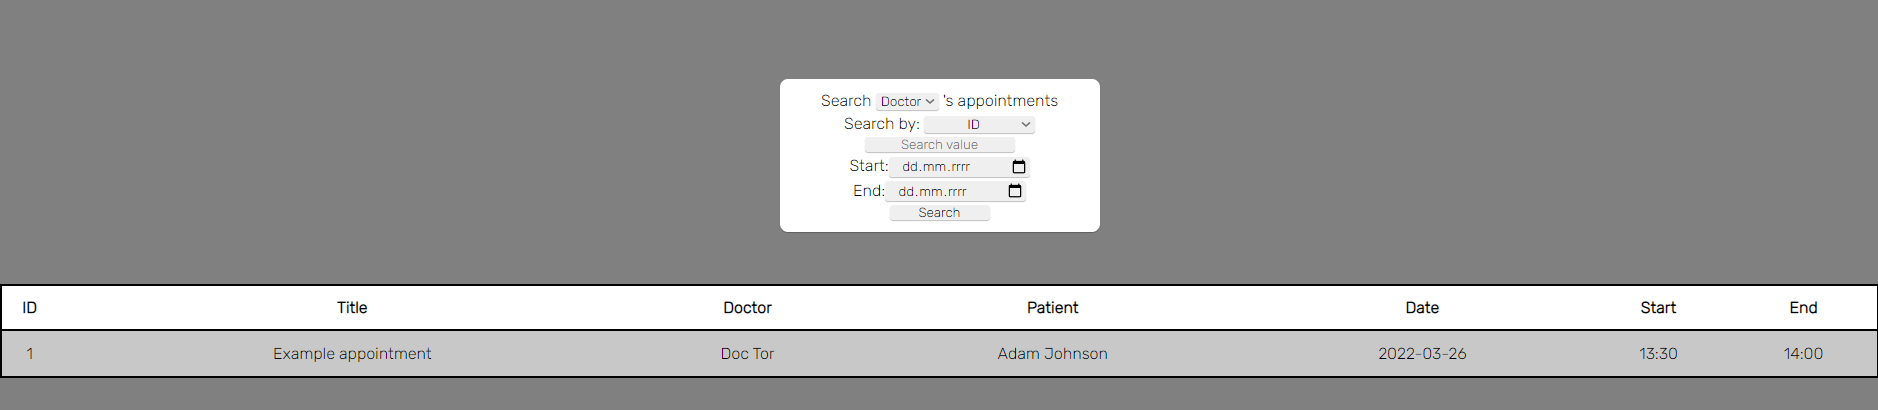 Search Doctor 's appointments
Search by: ID
Search value
Start: dd.mm.rrrr
End: dd.mm.rrrr
Search
ID Title Doctor Patient Date Start End
1 Example appointment Doc Tor Adam Johnson 2022-03-26 13:30 14:00